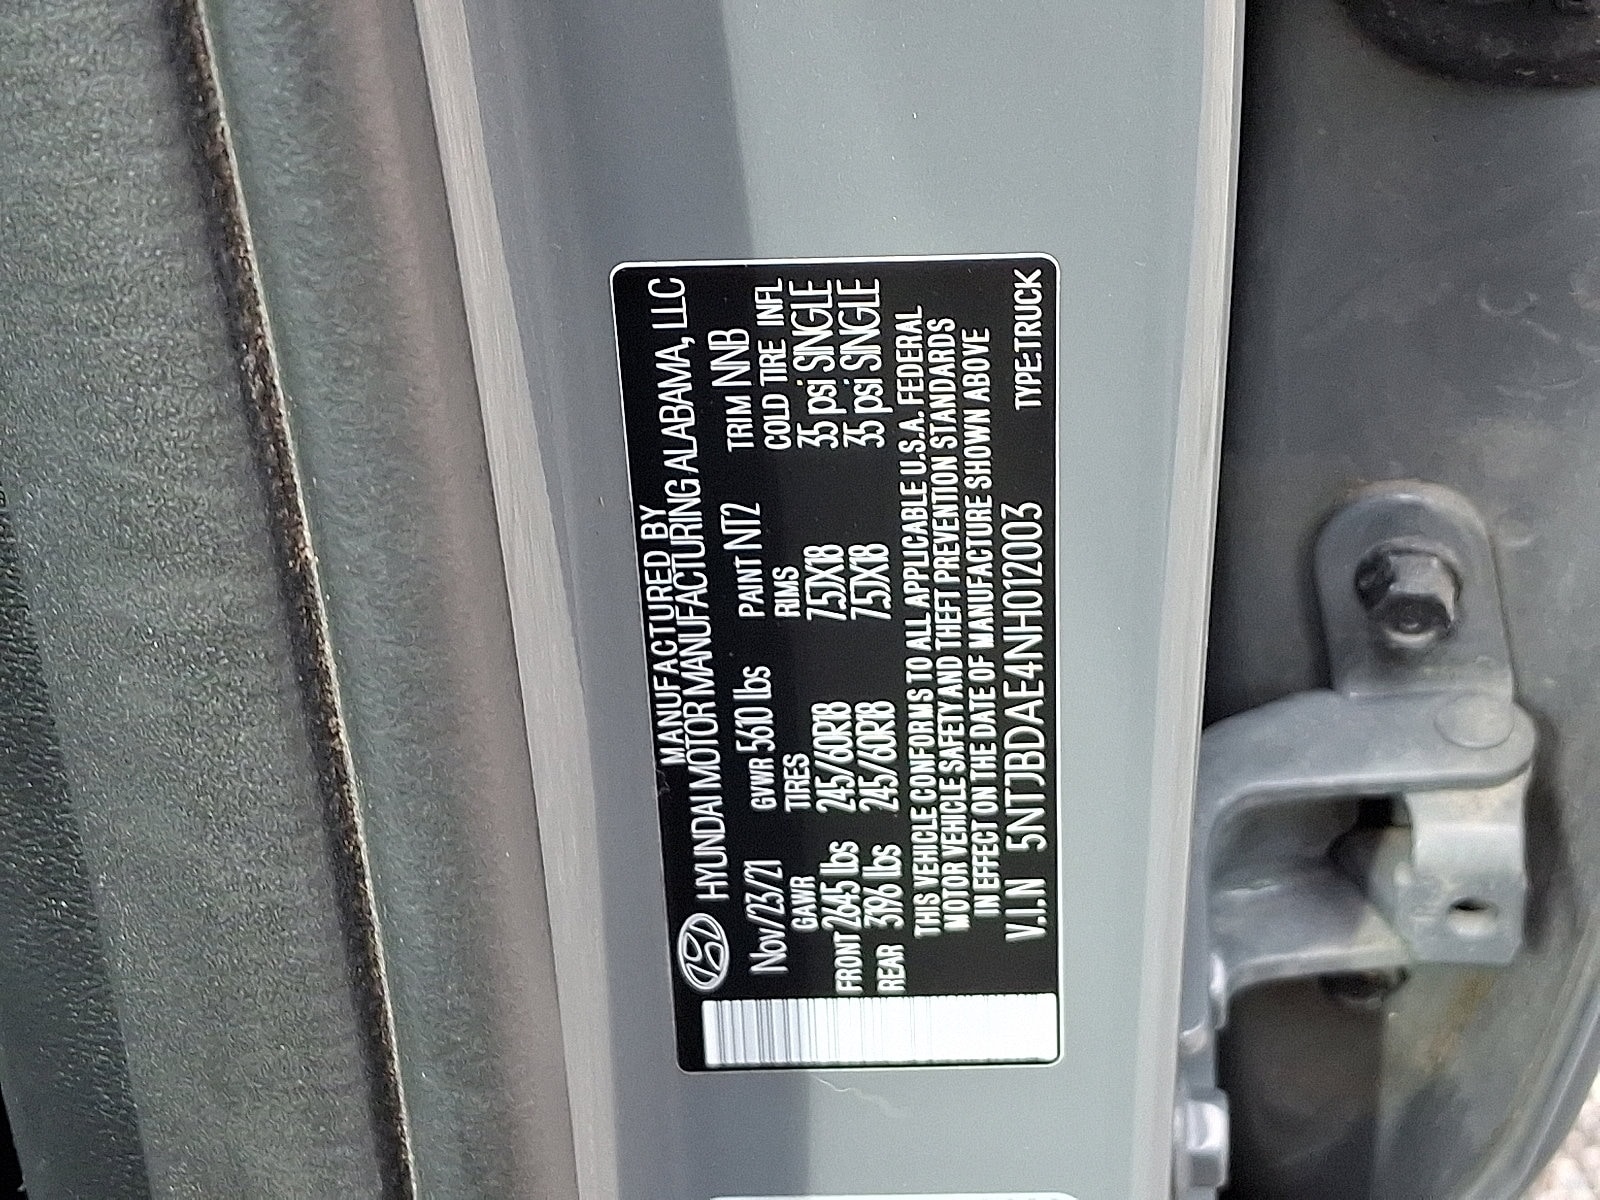 MANUFACTURED BY
HYUNDAI MOTOR MANUFACTURING ALABAMA, LLC
Nov/23/21 GVWR 5610 lbs PAINT NT2 TRIM NNB
GAWR TIRES RIMS COLD TIRE INFL
FRONT 2645 lbs 245/60R18 7.5JX18 35 psi SINGLE
REAR 3196 lbs 245/60R18 7.5JX18 35 psi SINGLE
THIS VEHICLE CONFORMS TO ALL APPLICABLE U.S.A. FEDERAL
MOTOR VEHICLE SAFETY AND THEFT PREVENTION STANDARDS
IN EFFECT ON THE DATE OF MANUFACTURE SHOWN ABOVE
V.I.N 5NTJBDAE4NH012003 TYPE:TRUCK